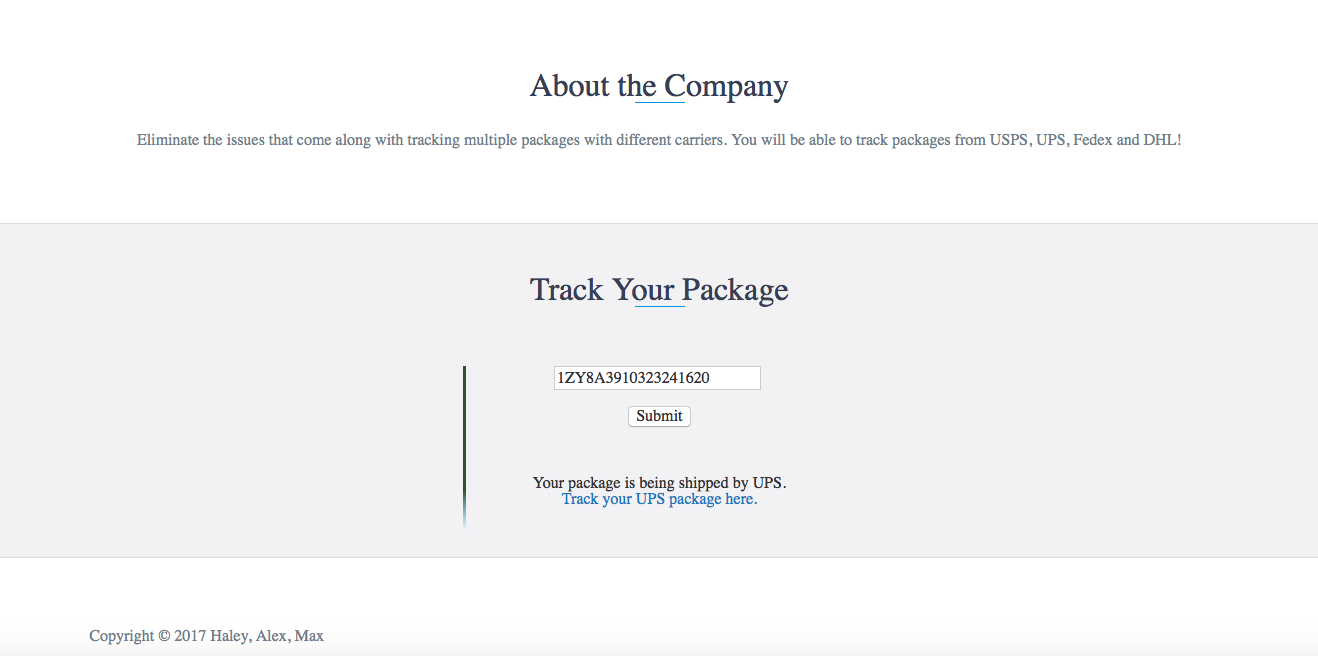 About the Company
Eliminate the issues that come along with tracking multiple packages with different carriers. You will be able to track packages from USPS, UPS, Fedex and DHL!
Track Your Package
1ZY8A3910323241620
Submit
Your package is being shipped by UPS.
Track your UPS package here.
Copyright © 2017 Haley, Alex, Max